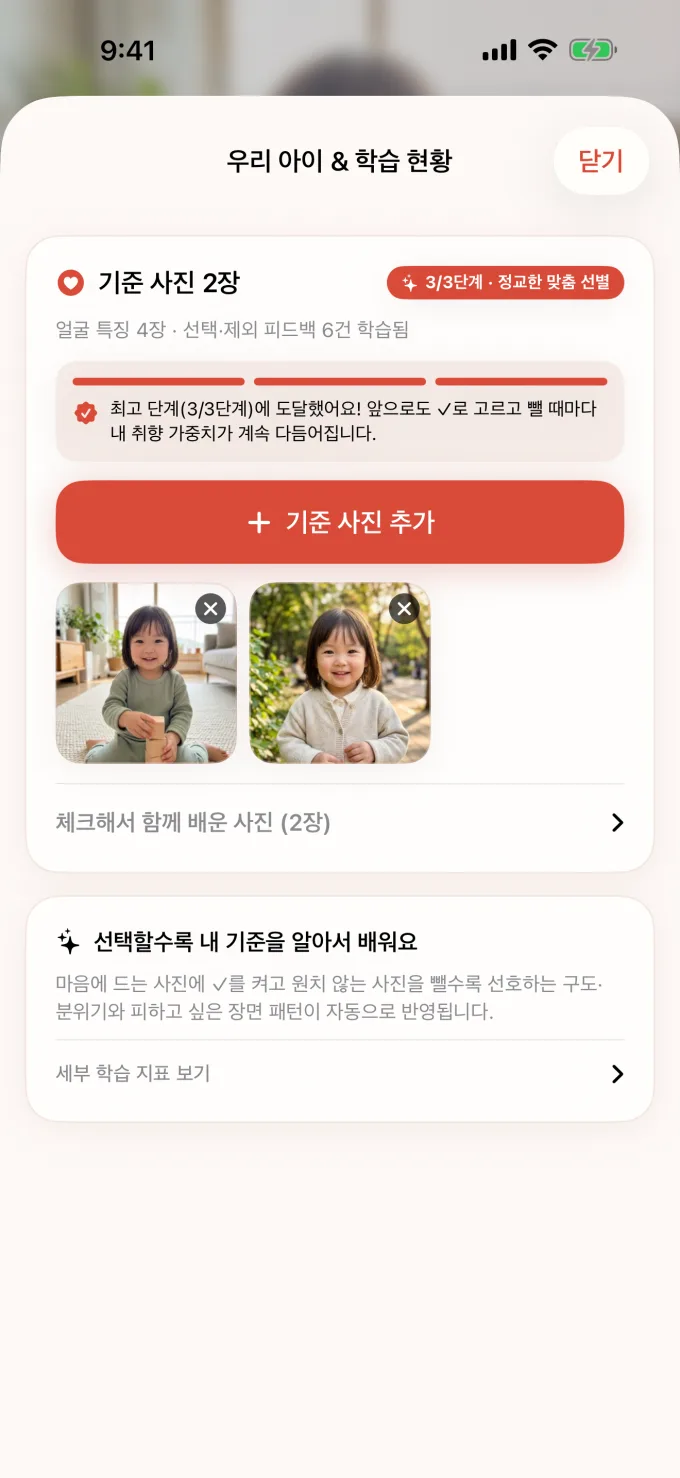 9:41
우리 아이 & 학습 현황
닫기
기준 사진 2장
3/3단계 · 정교한 맞춤 선별
얼굴 특징 4장 · 선택·제외 피드백 6건 학습됨
최고 단계(3/3단계)에 도달했어요! 앞으로도 ✓로 고르고 뺄 때마다
내 취향 가중치가 계속 다듬어집니다.
+ 기준 사진 추가
체크해서 함께 배운 사진 (2장)
선택할수록 내 기준을 알아서 배워요
마음에 드는 사진에 ✓를 켜고 원치 않는 사진을 뺄수록 선호하는 구도·
분위기와 피하고 싶은 장면 패턴이 자동으로 반영됩니다.
세부 학습 지표 보기